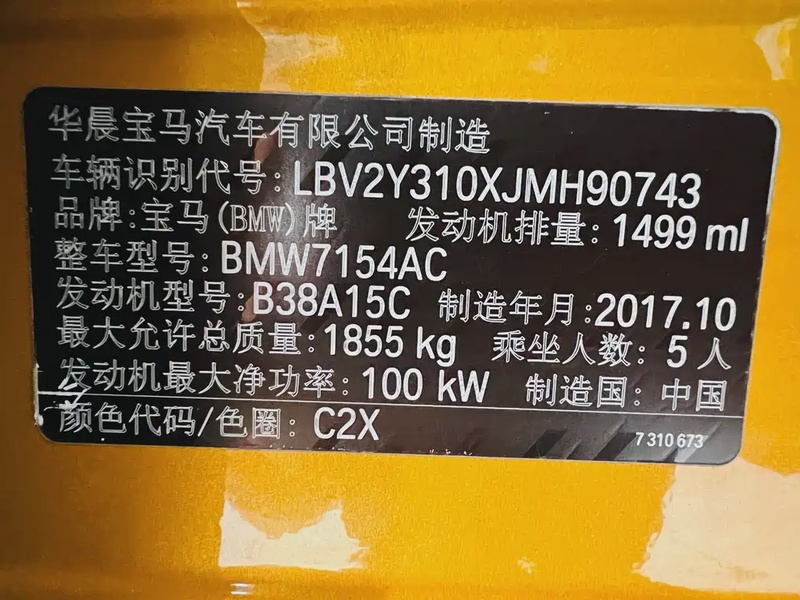 华晨宝马汽车有限公司制造
车辆识别代号: LBV2Y310XJMH90743
品牌:宝马(BMW)牌 发动机排量: 1499 ml
整车型号: BMW7154AC
发动机型号: B38A15C 制造年月: 2017.10
最大允许总质量: 1855 kg 乘坐人数: 5 人
发动机最大净功率: 100 kW 制造国: 中国
颜色代码/色圈: C2X 7 310 673